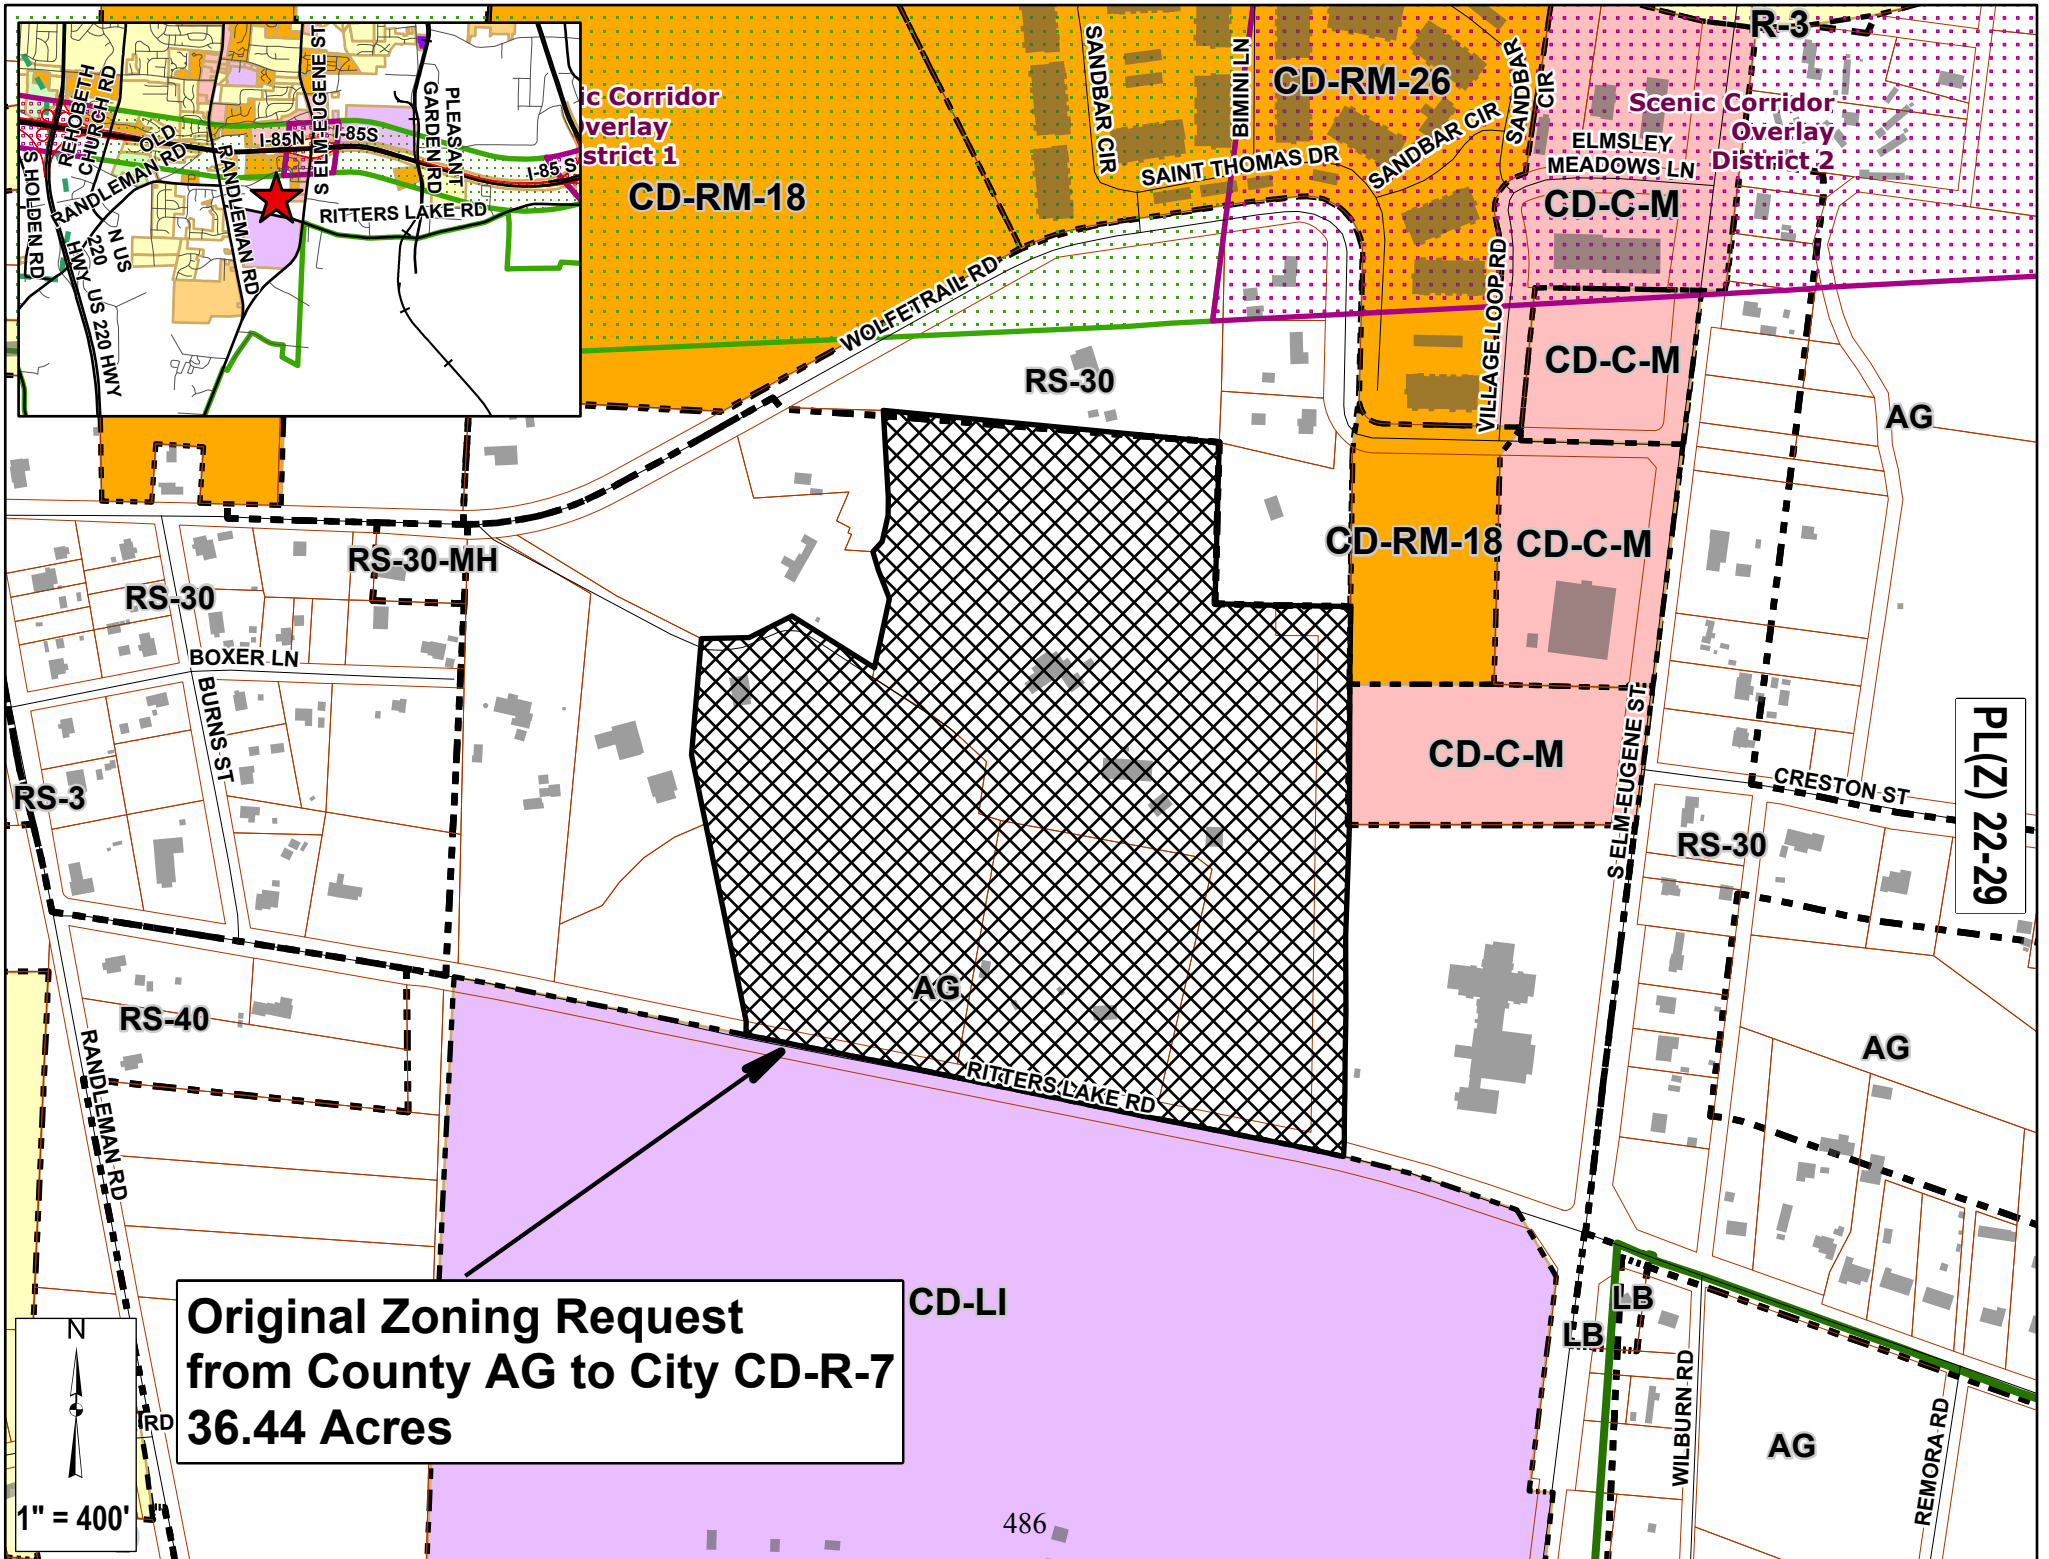 REHOBETH
CHURCH RD
S HOLDEN RD
OLD
RANDLEMAN RD
N US
220
HWY
US 220 HWY
RANDLEMAN RD
I-85N
I-85S
S ELM-EUGENE ST
PLEASANT
GARDEN RD
I-85 S
RITTERS LAKE RD
ic Corridor
verlay
strict 1
CD-RM-18
SANDBAR CIR
BIMINI LN
CD-RM-26
SAINT THOMAS DR
SANDBAR CIR
SANDBAR
CIR
R-3
Scenic Corridor
Overlay
District 2
ELMSLEY
MEADOWS LN
CD-C-M
WOLFETRAIL RD
VILLAGE LOOP RD
RS-30
CD-C-M
AG
RS-30-MH
RS-30
CD-RM-18
CD-C-M
BOXER LN
BURNS ST
RS-3
CD-C-M
S ELM-EUGENE ST
CRESTON ST
PL(Z) 22-29
RS-30
AG
RS-40
RANDLEMAN RD
RITTERS LAKE RD
AG
Original Zoning Request
from County AG to City CD-R-7
36.44 Acres
CD-LI
LB
LB
WILBURN RD
AG
REMORA RD
N
1" = 400'
RD
486